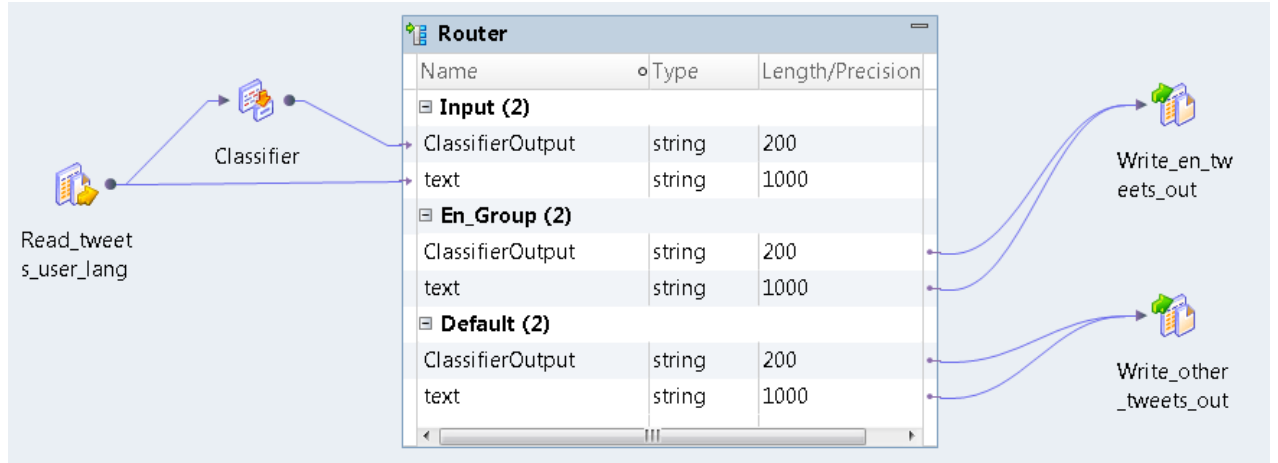 Router
Name Type Length/Precision
Input (2)
ClassifierOutput string 200
text string 1000
En_Group (2)
ClassifierOutput string 200
text string 1000
Default (2)
ClassifierOutput string 200
text string 1000
Classifier
Read_tweet
s_user_lang
Write_en_tw
eets_out
Write_other
_tweets_out